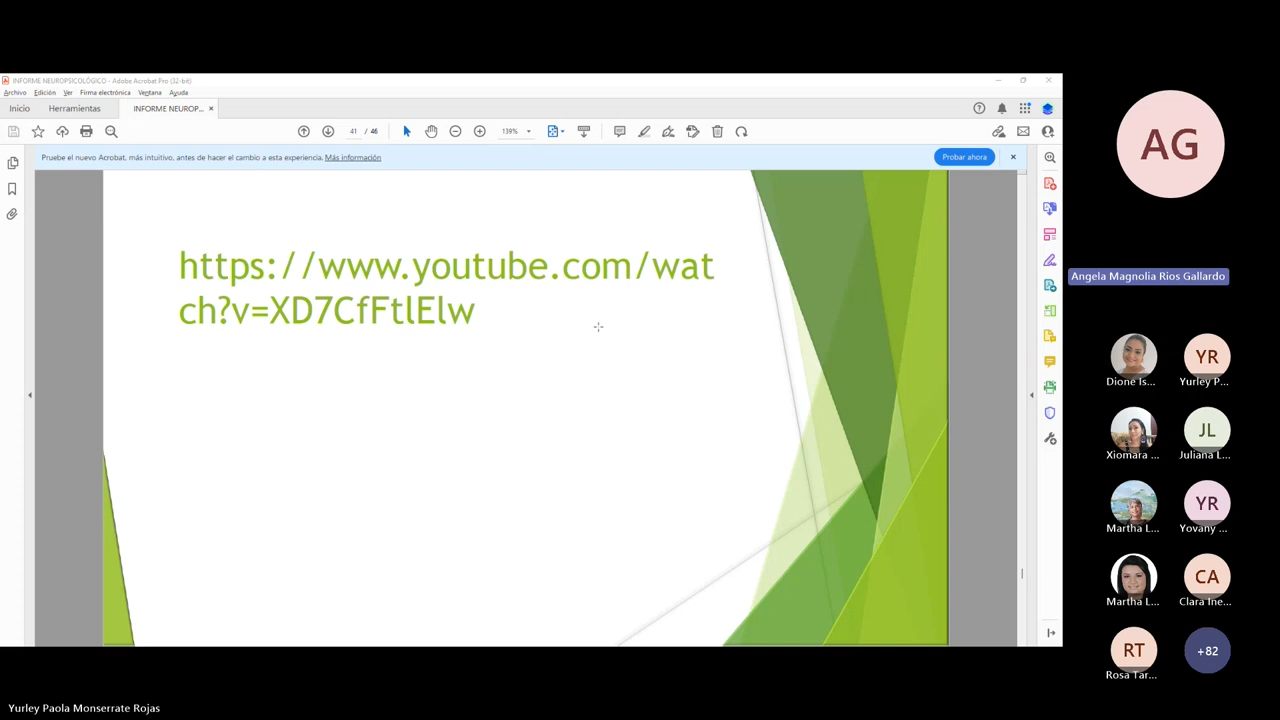 INFORME NEUROPSICOLÓGICO - Adobe Acrobat Pro (32-bit)
Archivo Edición Ver Firma electrónica Ventana Ayuda
Inicio Herramientas INFORME NEUROP... ×
41 / 46 139%
Pruebe el nuevo Acrobat, más intuitivo, antes de hacer el cambio a esta experiencia. Más información Probar ahora
https://www.youtube.com/wat
ch?v=XD7CfFtlElw
AG
Angela Magnolia Rios Gallardo
YR
Dione Is... Yurley P...
JL
Xiomara ... Juliana L...
YR
Martha L... Yovany ...
CA
Martha L... Clara Ine...
RT +82
Rosa Tar...
Yurley Paola Monserrate Rojas